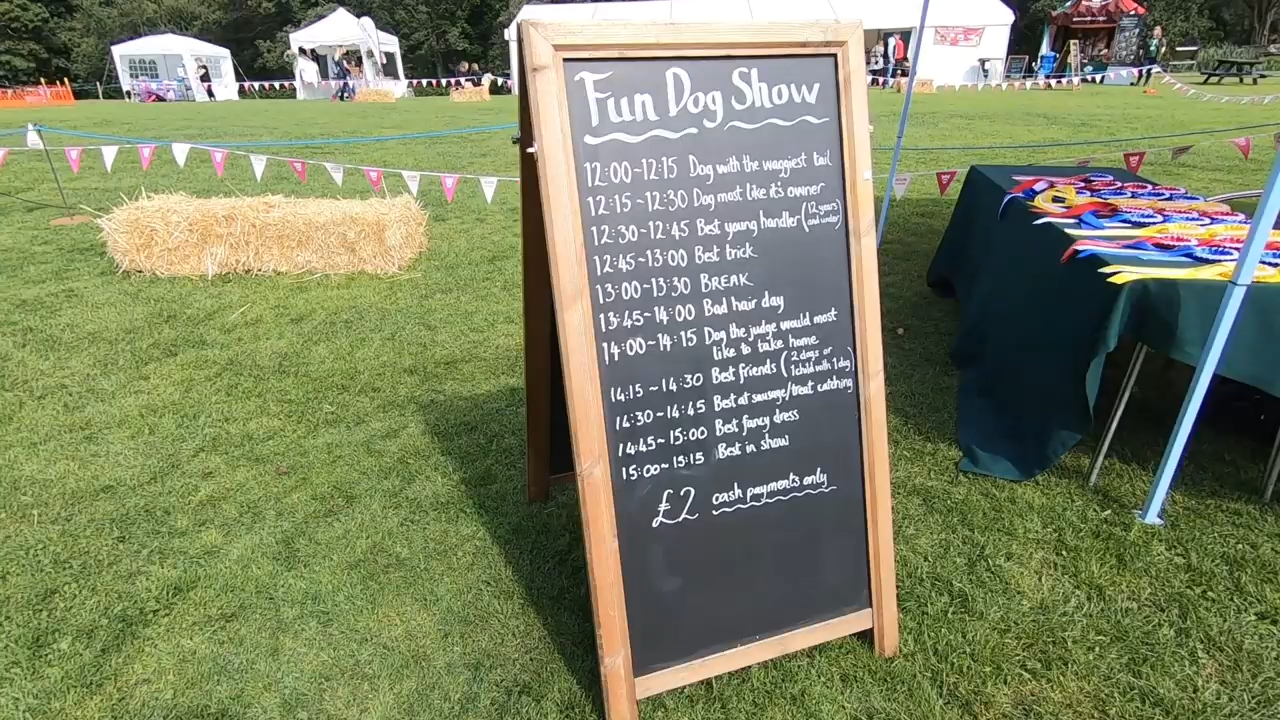 Fun Dog Show
12:00~12:15 Dog with the waggiest tail
12:15~12:30 Dog most like it's owner
12:30~12:45 Best young handler (12 years
and under)
12:45~13:00 Best trick
13:00~13:30 BREAK
13:45~14:00 Bad hair day
14:00~14:15 Dog the judge would most
like to take home
14:15~14:30 Best friends (2 dogs or
1 child with 1 dog)
14:30~14:45 Best at sausage/treat catching
14:45~15:00 Best fancy dress
15:00~15:15 Best in show
£2 cash payments only